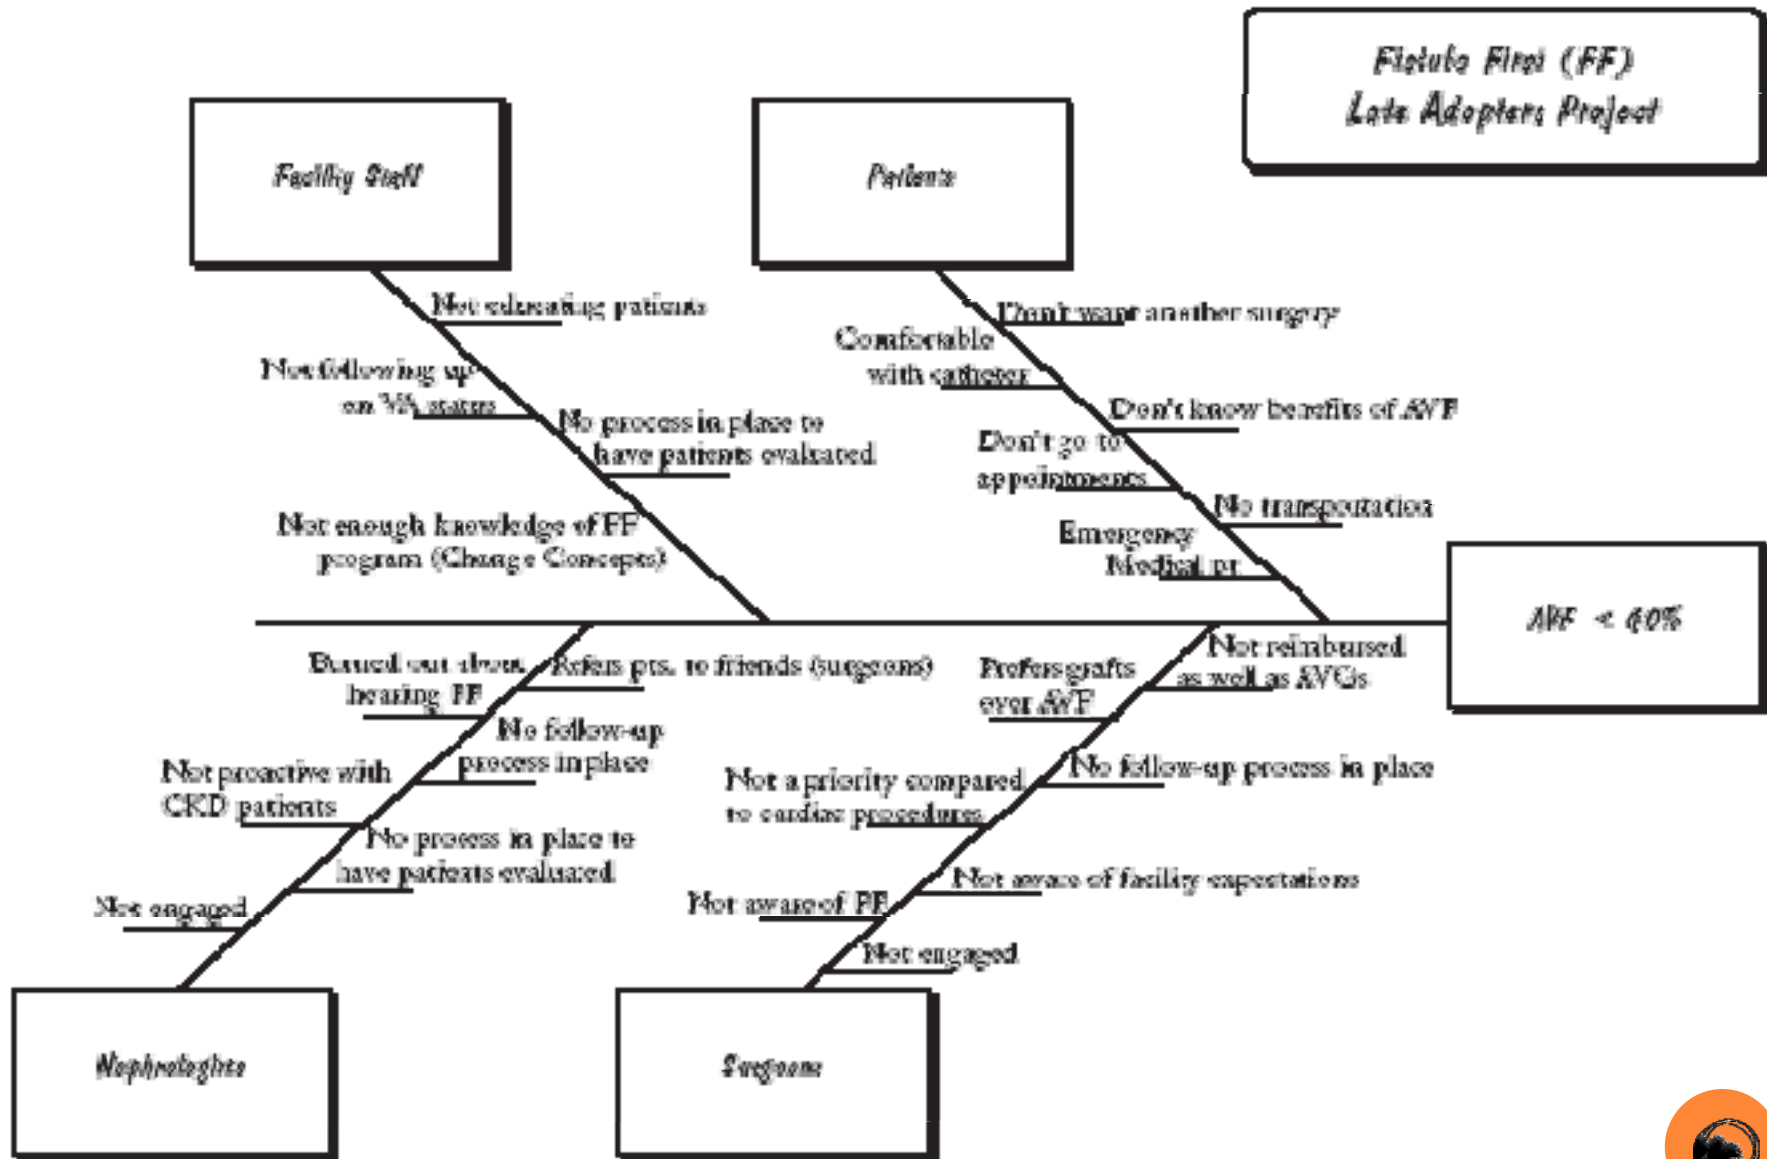 Fistula First (FF)
Late Adopters Project
Facility Staff
Patients
Not educating patients
Not following up
on VA status
No process in place to
have patients evaluated
Not enough knowledge of FF
program (Change Concepts)
Don't want another surgery
Comfortable
with catheter
Don't know benefits of AVF
Don't go to
appointments
No transportation
Emergency
Medical pt
AVF <
Burned out about
hearing FF
Refers pts. to friends (surgeons)
No follow-up
process in place
Not proactive with
CKD patients
No process in place to
have patients evaluated
Not engaged
Nephrologists
Not reimbursed
as well as AVGs
Prefers grafts
over AVF
No follow-up process in place
Not a priority compared
to cardiac procedures
Not aware of facility expectations
Not aware of FF
Not engaged
Surgeons